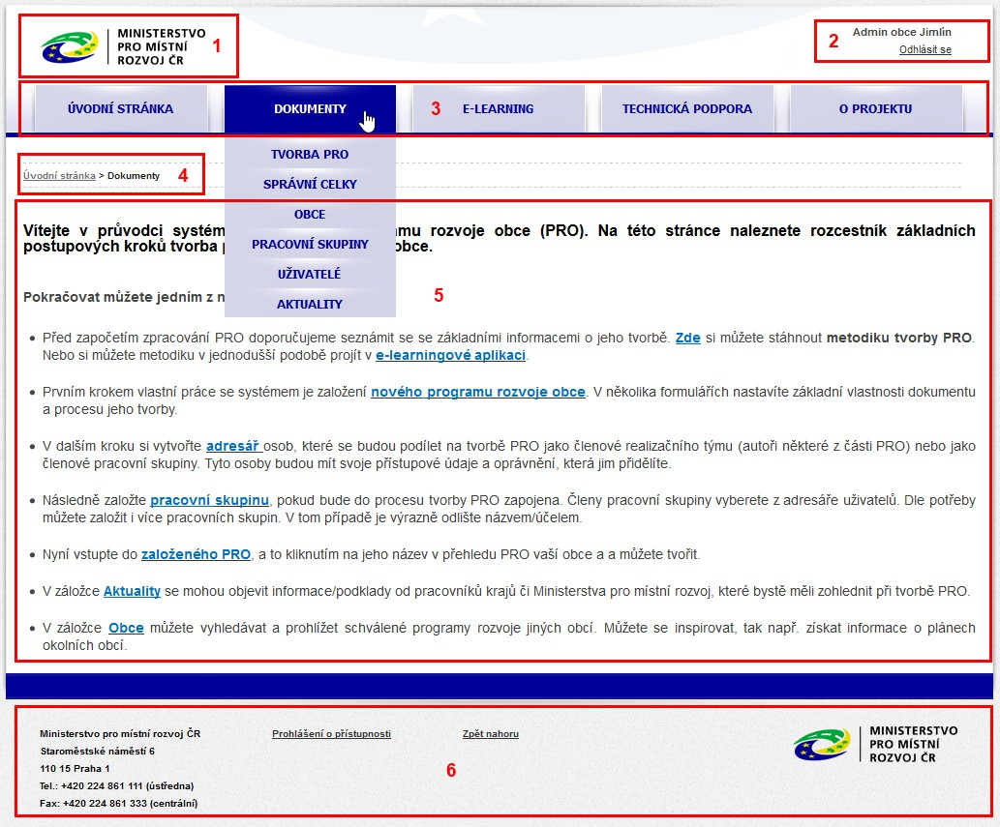 MINISTERSTVO
PRO MÍSTNÍ
ROZVOJ ČR
1
2
Admin obce Jimlín
Odhlásit se
ÚVODNÍ STRÁNKA
DOKUMENTY
3
E-LEARNING
TECHNICKÁ PODPORA
O PROJEKTU
TVORBA PRO
SPRÁVNÍ CELKY
OBCE
PRACOVNÍ SKUPINY
UŽIVATELÉ
AKTUALITY
Úvodní stránka > Dokumenty
4
Vítejte v průvodci systém mu rozvoje obce (PRO). Na této stránce naleznete rozcestník základních
postupových kroků tvorba obce.
Pokračovat můžete jedním z n
5
• Před započetím zpracování PRO doporučujeme seznámit se se základními informacemi o jeho tvorbě. Zde si můžete stáhnout metodiku tvorby PRO.
Nebo si můžete metodiku v jednodušší podobě projít v e-learningové aplikaci.
• Prvním krokem vlastní práce se systémem je založení nového programu rozvoje obce. V několika formulářích nastavíte základní vlastnosti dokumentu
a procesu jeho tvorby.
• V dalším kroku si vytvořte adresář osob, které se budou podílet na tvorbě PRO jako členové realizačního týmu (autoři některé z části PRO) nebo jako
členové pracovní skupiny. Tyto osoby budou mít svoje přístupové údaje a oprávnění, která jim přidělíte.
• Následně založte pracovní skupinu, pokud bude do procesu tvorby PRO zapojena. Členy pracovní skupiny vyberete z adresáře uživatelů. Dle potřeby
můžete založit i více pracovních skupin. V tom případě je výrazně odlište názvem/účelem.
• Nyní vstupte do založeného PRO, a to kliknutím na jeho název v přehledu PRO vaší obce a a můžete tvořit.
• V záložce Aktuality se mohou objevit informace/podklady od pracovníků krajů či Ministerstva pro místní rozvoj, které bystě měli zohlednit při tvorbě PRO.
• V záložce Obce můžete vyhledávat a prohlížet schválené programy rozvoje jiných obcí. Můžete se inspirovat, tak např. získat informace o plánech
okolních obcí.
Ministerstvo pro místní rozvoj ČR
Staroměstské náměstí 6
110 15 Praha 1
Tel.: +420 224 861 111 (ústředna)
Fax: +420 224 861 333 (centrální)
Prohlášení o přístupnosti
Zpět nahoru
6
MINISTERSTVO
PRO MÍSTNÍ
ROZVOJ ČR